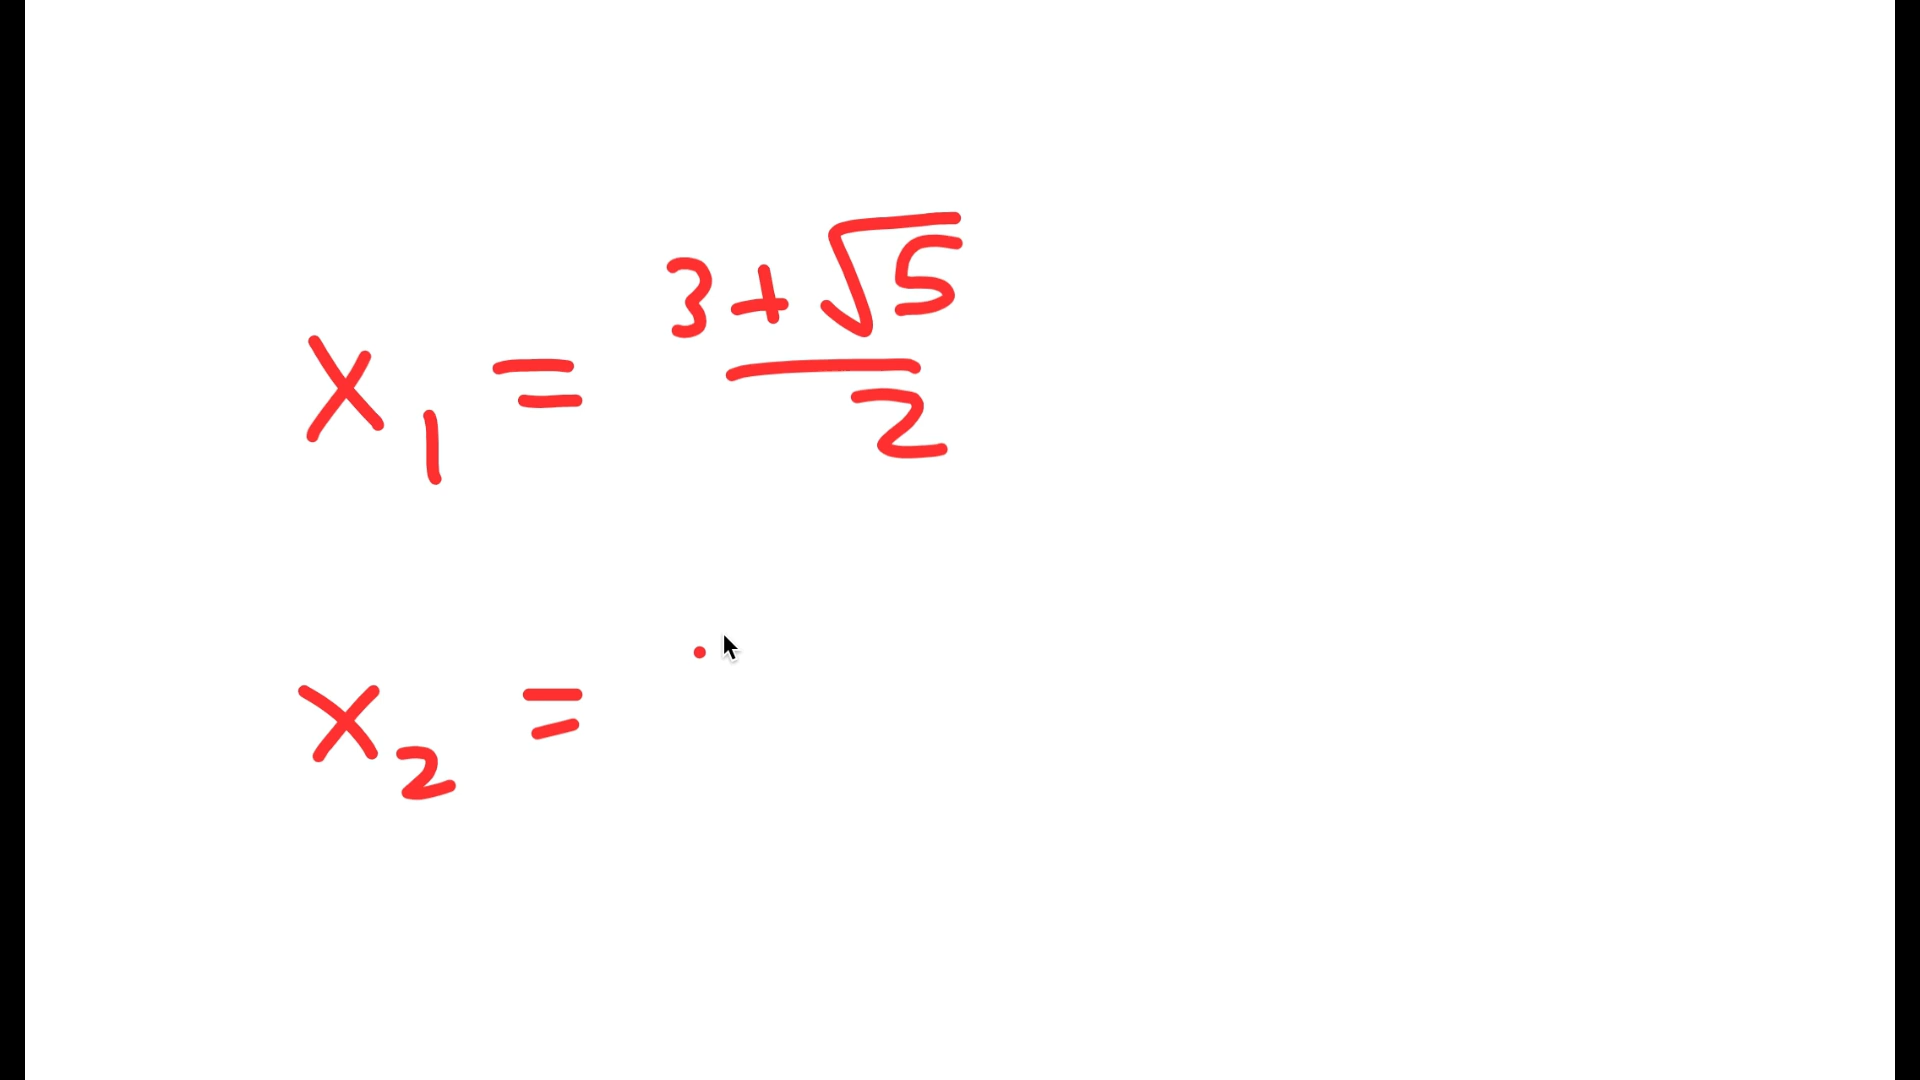 x₁ = (3+√5)/2
x₂ =